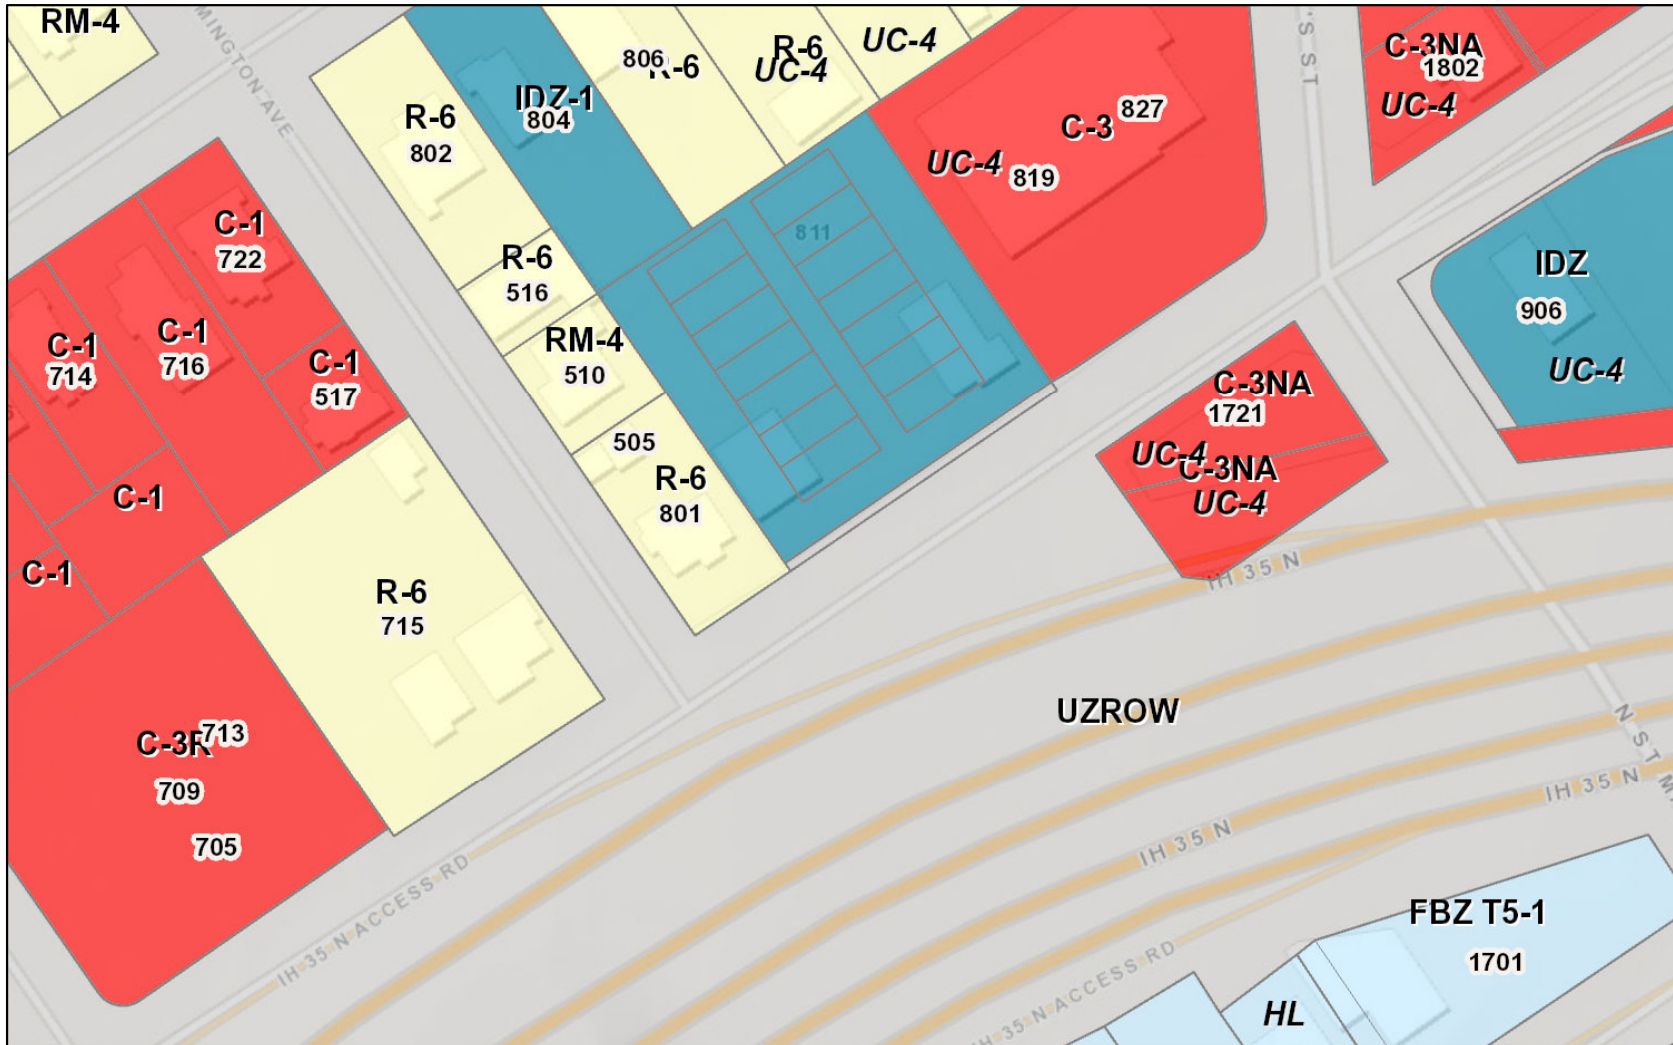 RM-4
MINGTON AVE
R-6
802
IDZ-1
804
806
R-6
R-6
UC-4
UC-4
C-3
827
UC-4
819
'S ST
C-3NA
1802
UC-4
C-1
722
C-1
716
C-1
714
C-1
517
R-6
516
RM-4
510
505
R-6
801
811
IDZ
906
UC-4
C-3NA
1721
UC-4
C-3NA
UC-4
C-1
C-1
R-6
715
C-3R
713
709
705
IH 35 N
UZROW
N ST M
IH 35 N
IH 35 N
IH 35 N ACCESS RD
IH 35 N ACCESS RD
FBZ T5-1
1701
HL